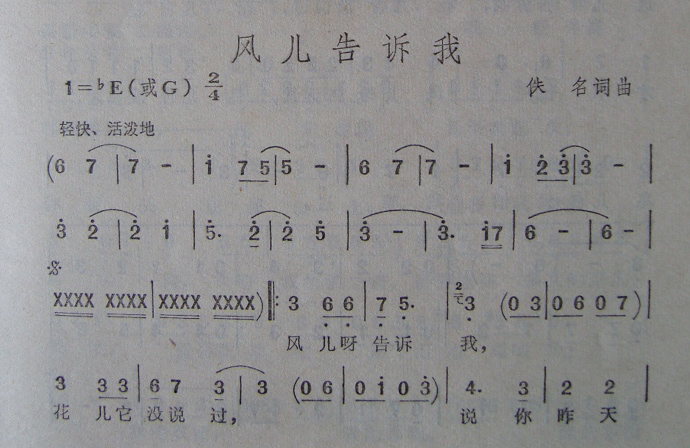 风儿告诉我
1=♭E(或G) 2/4 佚 名词曲
轻快、活泼地
(6 7 | 7 - | i 7 5 | 5 - | 6 7 | 7 - | i 2̇ 3̇ | 3̇ - |
3̇ 2̇ | 2̇ i | 5· 2̇ | 2̇ 5̇ | 3̇ - | 3̇· i7 | 6 - | 6 - |
XXXX XXXX | XXXX XXXX) ‖: 3 6 6 | 7 5· | 3 (0 3 | 0 6 0 7) |
风 儿呀 告诉 我,
3 3 3 | 6 7 3 | 3 (0 6 | 0 i 0 3̇) | 4· 3 | 2 2 |
花 儿它 没说 过, 说 你 昨 天